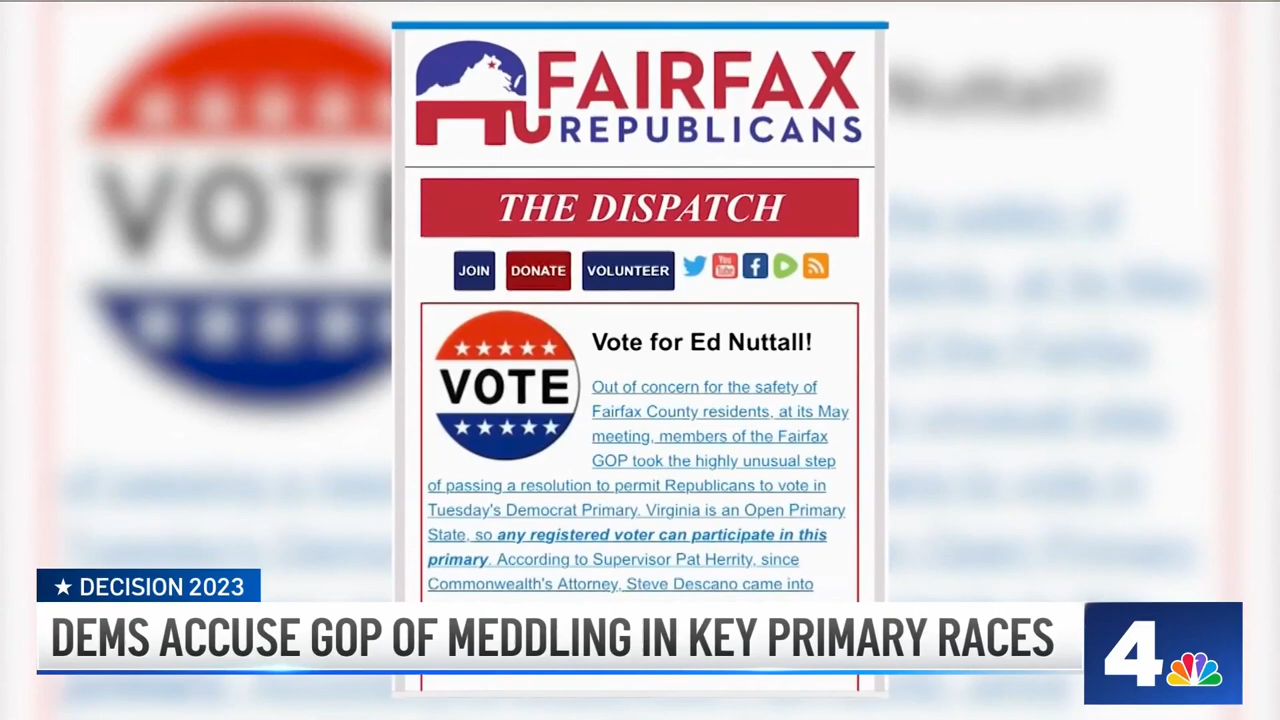 FAIRFAX
REPUBLICANS
THE DISPATCH
JOIN DONATE VOLUNTEER You Tube
VOTE
Vote for Ed Nuttall!
Out of concern for the safety of
Fairfax County residents, at its May
meeting, members of the Fairfax
GOP took the highly unusual step
of passing a resolution to permit Republicans to vote in
Tuesday's Democrat Primary. Virginia is an Open Primary
State, so any registered voter can participate in this
primary. According to Supervisor Pat Herrity, since
Commonwealth's Attorney, Steve Descano came into
VOTE
Nuttall!
★ DECISION 2023
DEMS ACCUSE GOP OF MEDDLING IN KEY PRIMARY RACES
4